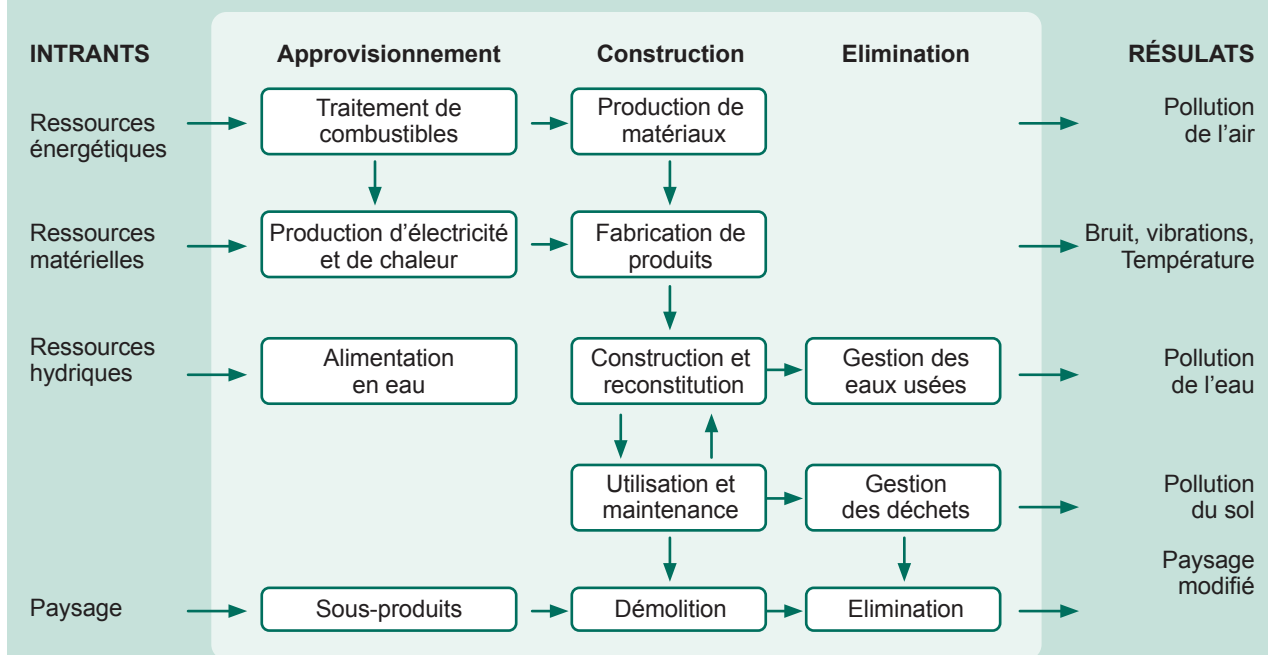 INTRANTS
Approvisionnement
Construction
Elimination
RÉSULATS
Ressources
énergétiques
Traitement de
combustibles
Production de
matériaux
Pollution
de l’air
Ressources
matérielles
Production d’électricité
et de chaleur
Fabrication de
produits
Bruit, vibrations,
Température
Ressources
hydriques
Alimentation
en eau
Construction et
reconstitution
Gestion des
eaux usées
Pollution
de l’eau
Utilisation et
maintenance
Gestion
des déchets
Pollution
du sol
Paysage
modifié
Paysage
Sous-produits
Démolition
Elimination